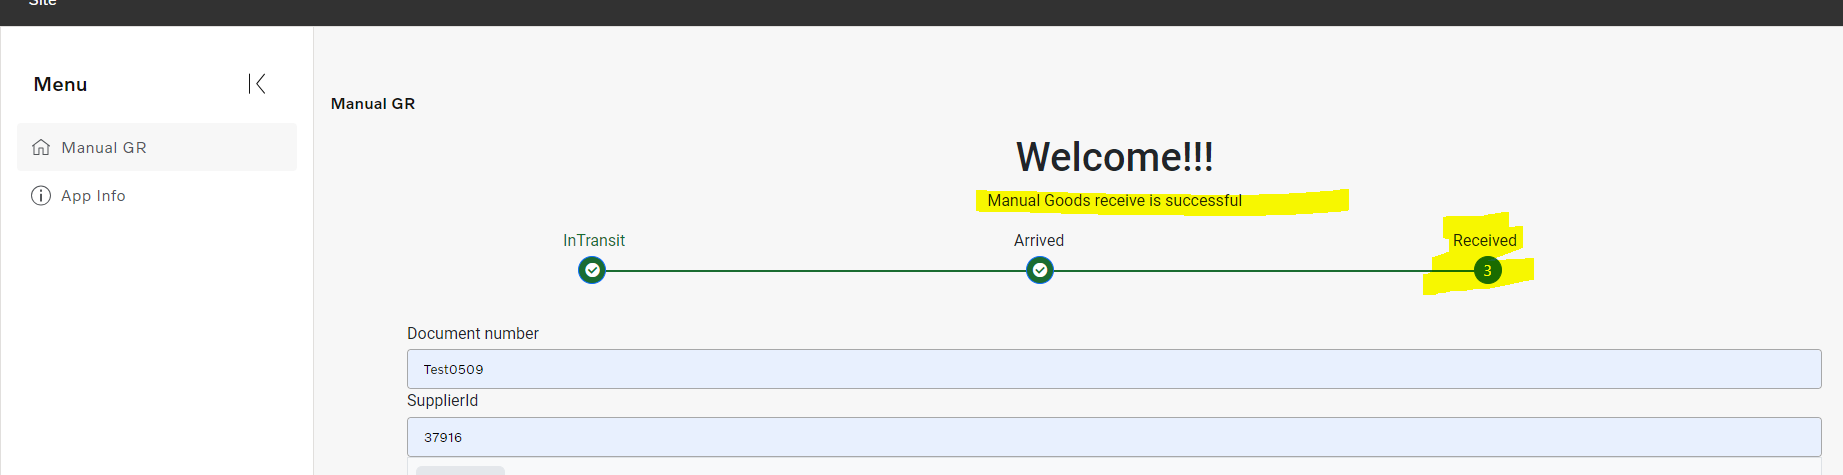 Site
Menu
Manual GR
Manual GR
App Info
Welcome!!!
Manual Goods receive is successful
InTransit
Arrived
Received
3
Document number
Test0509
SupplierId
37916